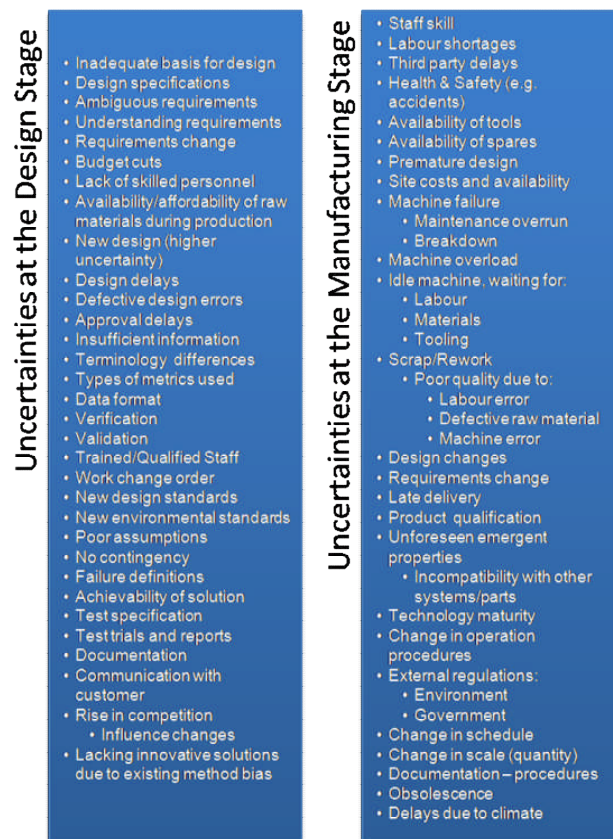 Uncertainties at the Design Stage
• Inadequate basis for design
• Design specifications
• Ambiguous requirements
• Understanding requirements
• Requirements change
• Budget cuts
• Lack of skilled personnel
• Availability/affordability of raw
materials during production
• New design (higher
uncertainty)
• Design delays
• Defective design errors
• Approval delays
• Insufficient information
• Terminology differences
• Types of metrics used
• Data format
• Verification
• Validation
• Trained/Qualified Staff
• Work change order
• New design standards
• New environmental standards
• Poor assumptions
• No contingency
• Failure definitions
• Achievability of solution
• Test specification
• Test trials and reports
• Documentation
• Communication with
customer
• Rise in competition
• Influence changes
• Lacking innovative solutions
due to existing method bias
Uncertainties at the Manufacturing Stage
• Staff skill
• Labour shortages
• Third party delays
• Health & Safety (e.g.
accidents)
• Availability of tools
• Availability of spares
• Premature design
• Site costs and availability
• Machine failure
• Maintenance overrun
• Breakdown
• Machine overload
• Idle machine, waiting for:
• Labour
• Materials
• Tooling
• Scrap/Rework
• Poor quality due to:
• Labour error
• Defective raw material
• Machine error
• Design changes
• Requirements change
• Late delivery
• Product qualification
• Unforeseen emergent
properties
• Incompatibility with other
systems/parts
• Technology maturity
• Change in operation
procedures
• External regulations:
• Environment
• Government
• Change in schedule
• Change in scale (quantity)
• Documentation – procedures
• Obsolescence
• Delays due to climate